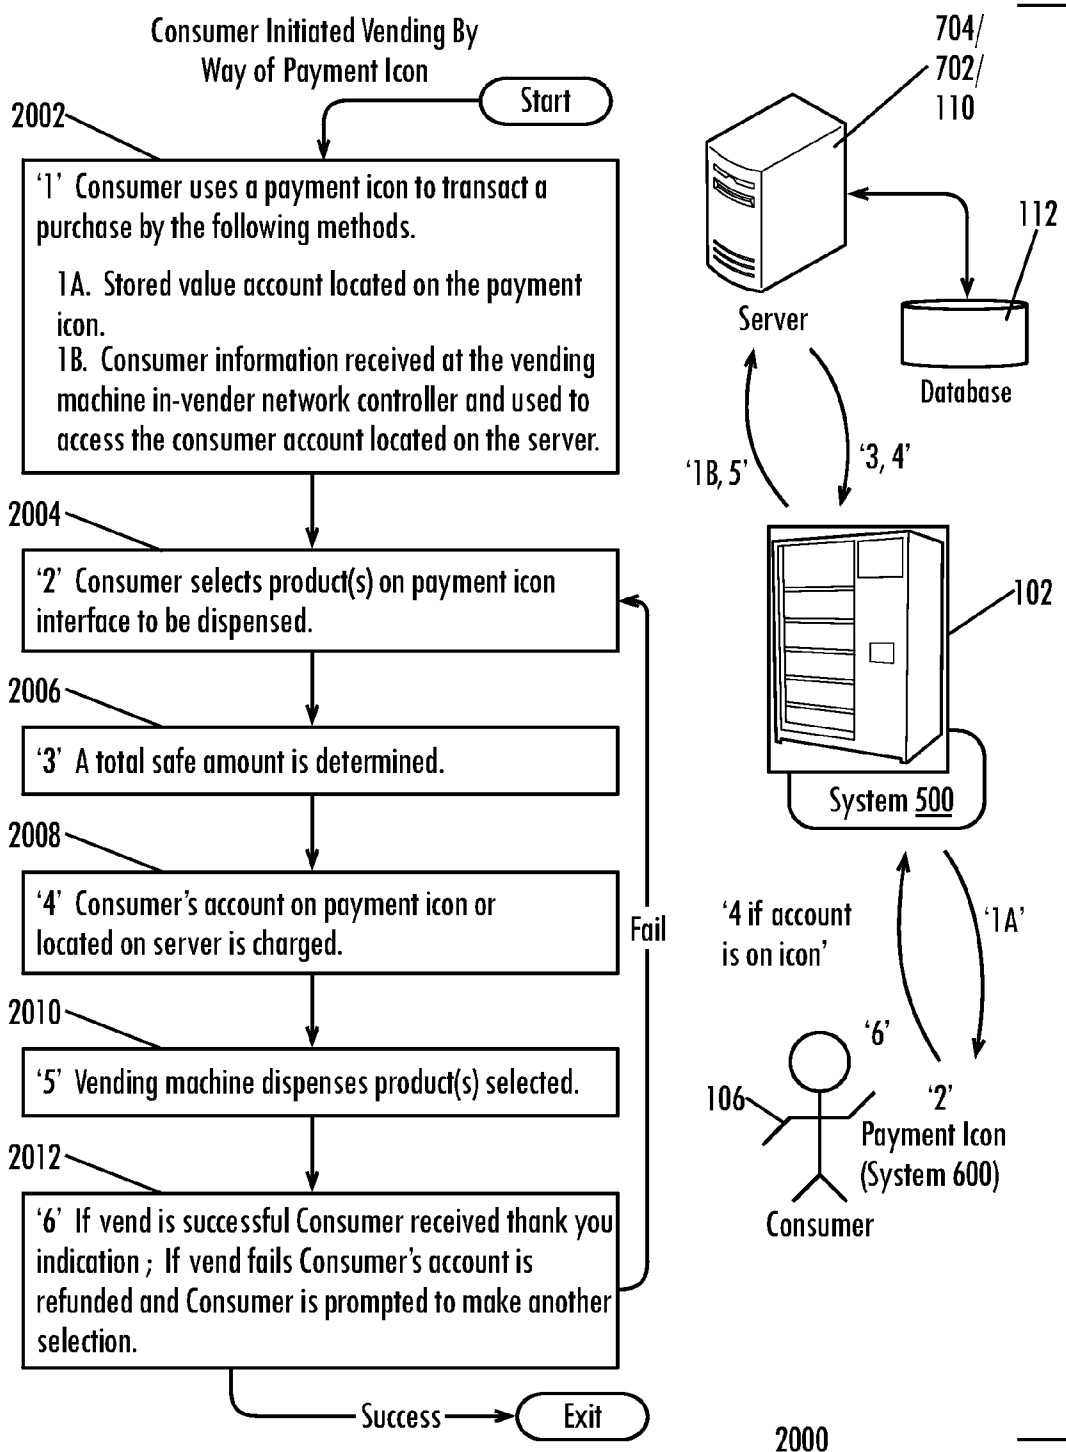 Consumer Initiated Vending By
Way of Payment Icon
Start
2002
‘1’ Consumer uses a payment icon to transact a
purchase by the following methods.
1A. Stored value account located on the payment
icon.
1B. Consumer information received at the vending
machine in-vender network controller and used to
access the consumer account located on the server.
2004
‘2’ Consumer selects product(s) on payment icon
interface to be dispensed.
2006
‘3’ A total safe amount is determined.
2008
‘4’ Consumer's account on payment icon or
located on server is charged.
Fail
2010
‘5’ Vending machine dispenses product(s) selected.
2012
‘6’ If vend is successful Consumer received thank you
indication ; If vend fails Consumer's account is
refunded and Consumer is prompted to make another
selection.
Success
Exit
704/
702/
110
112
Server
Database
‘1B, 5’
‘3, 4’
102
System 500
‘4 if account
is on icon’
‘1A’
‘6’
106
‘2’
Payment Icon
(System 600)
Consumer
2000